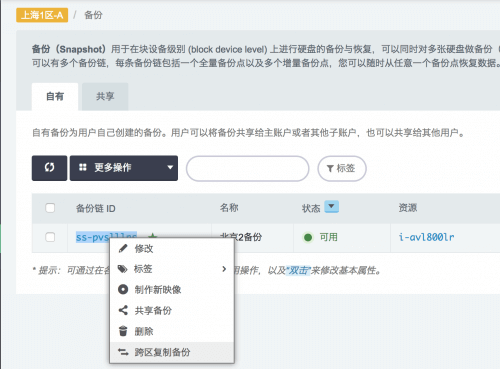 上海1区-A / 备份
备份（Snapshot）用于在块设备级别 (block device level) 上进行硬盘的备份与恢复，可以同时对多张硬盘做备份（
可以有多个备份链，每条备份链包括一个全量备份点以及多个增量备份点，您可以随时从任意一个备份点恢复数据。
自有 共享
自有备份为用户自己创建的备份。用户可以将备份共享给主账户或者其他子账户，也可以共享给其他用户。
更多操作 标签
备份链 ID 名称 状态 资源
北京2备份 可用 i-avl800lr
* 提示：可通过在各 用操作，以及"双击"来修改基本属性。
修改
标签
制作新映像
共享备份
删除
跨区复制备份